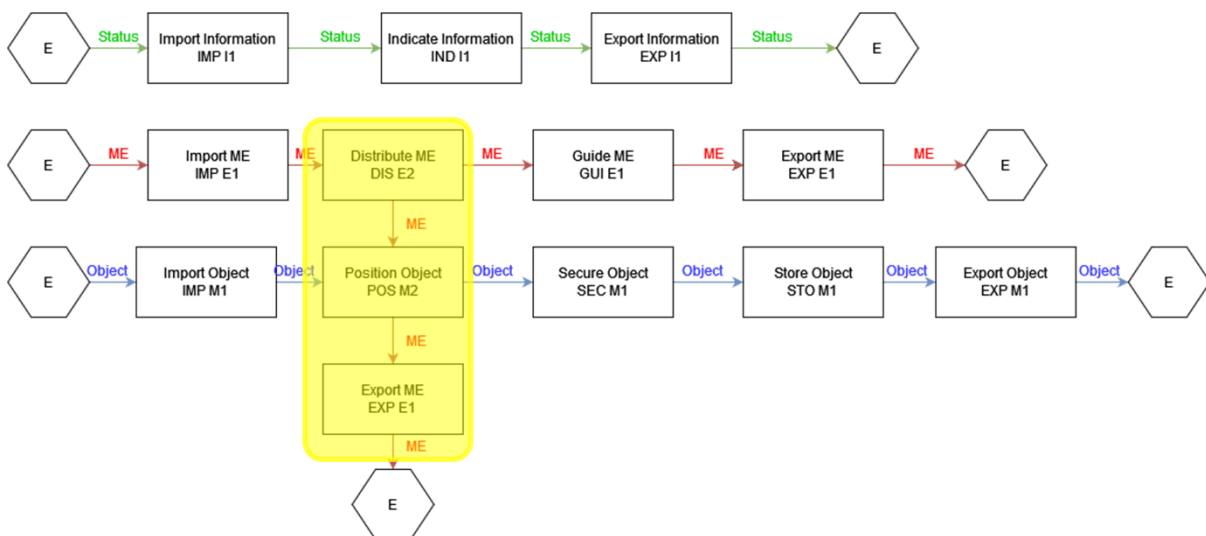 E
Status
Import Information
IMP I1
Status
Indicate Information
IND I1
Status
Export Information
EXP I1
Status
E
E
ME
Import ME
IMP E1
ME
Distribute ME
DIS E2
ME
Guide ME
GUI E1
ME
Export ME
EXP E1
ME
E
ME
E
Object
Import Object
IMP M1
Object
Position Object
POS M2
Object
Secure Object
SEC M1
Object
Store Object
STO M1
Object
Export Object
EXP M1
Object
E
ME
Export ME
EXP E1
ME
E